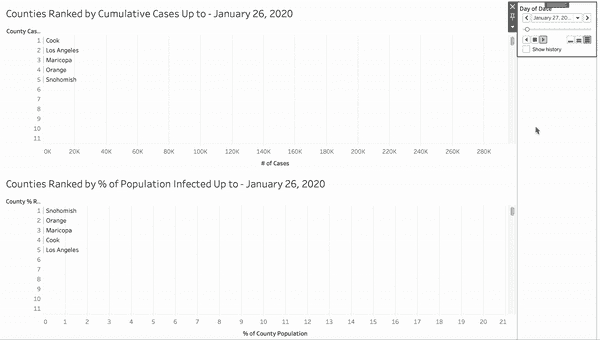 Counties Ranked by Cumulative Cases Up to - January 26, 2020
County Cas..
1 Cook
2 Los Angeles
3 Maricopa
4 Orange
5 Snohomish
6
7
8
9
10
11
0K 20K 40K 60K 80K 100K 120K 140K 160K 180K 200K 220K 240K 260K 280K
# of Cases
Counties Ranked by % of Population Infected Up to - January 26, 2020
County % R..
1 Snohomish
2 Orange
3 Maricopa
4 Cook
5 Los Angeles
6
7
8
9
10
11
0 1 2 3 4 5 6 7 8 9 10 11 12 13 14 15 16 17 18 19 20 21
% of County Population
Day of Date
January 27, 20...
Show history